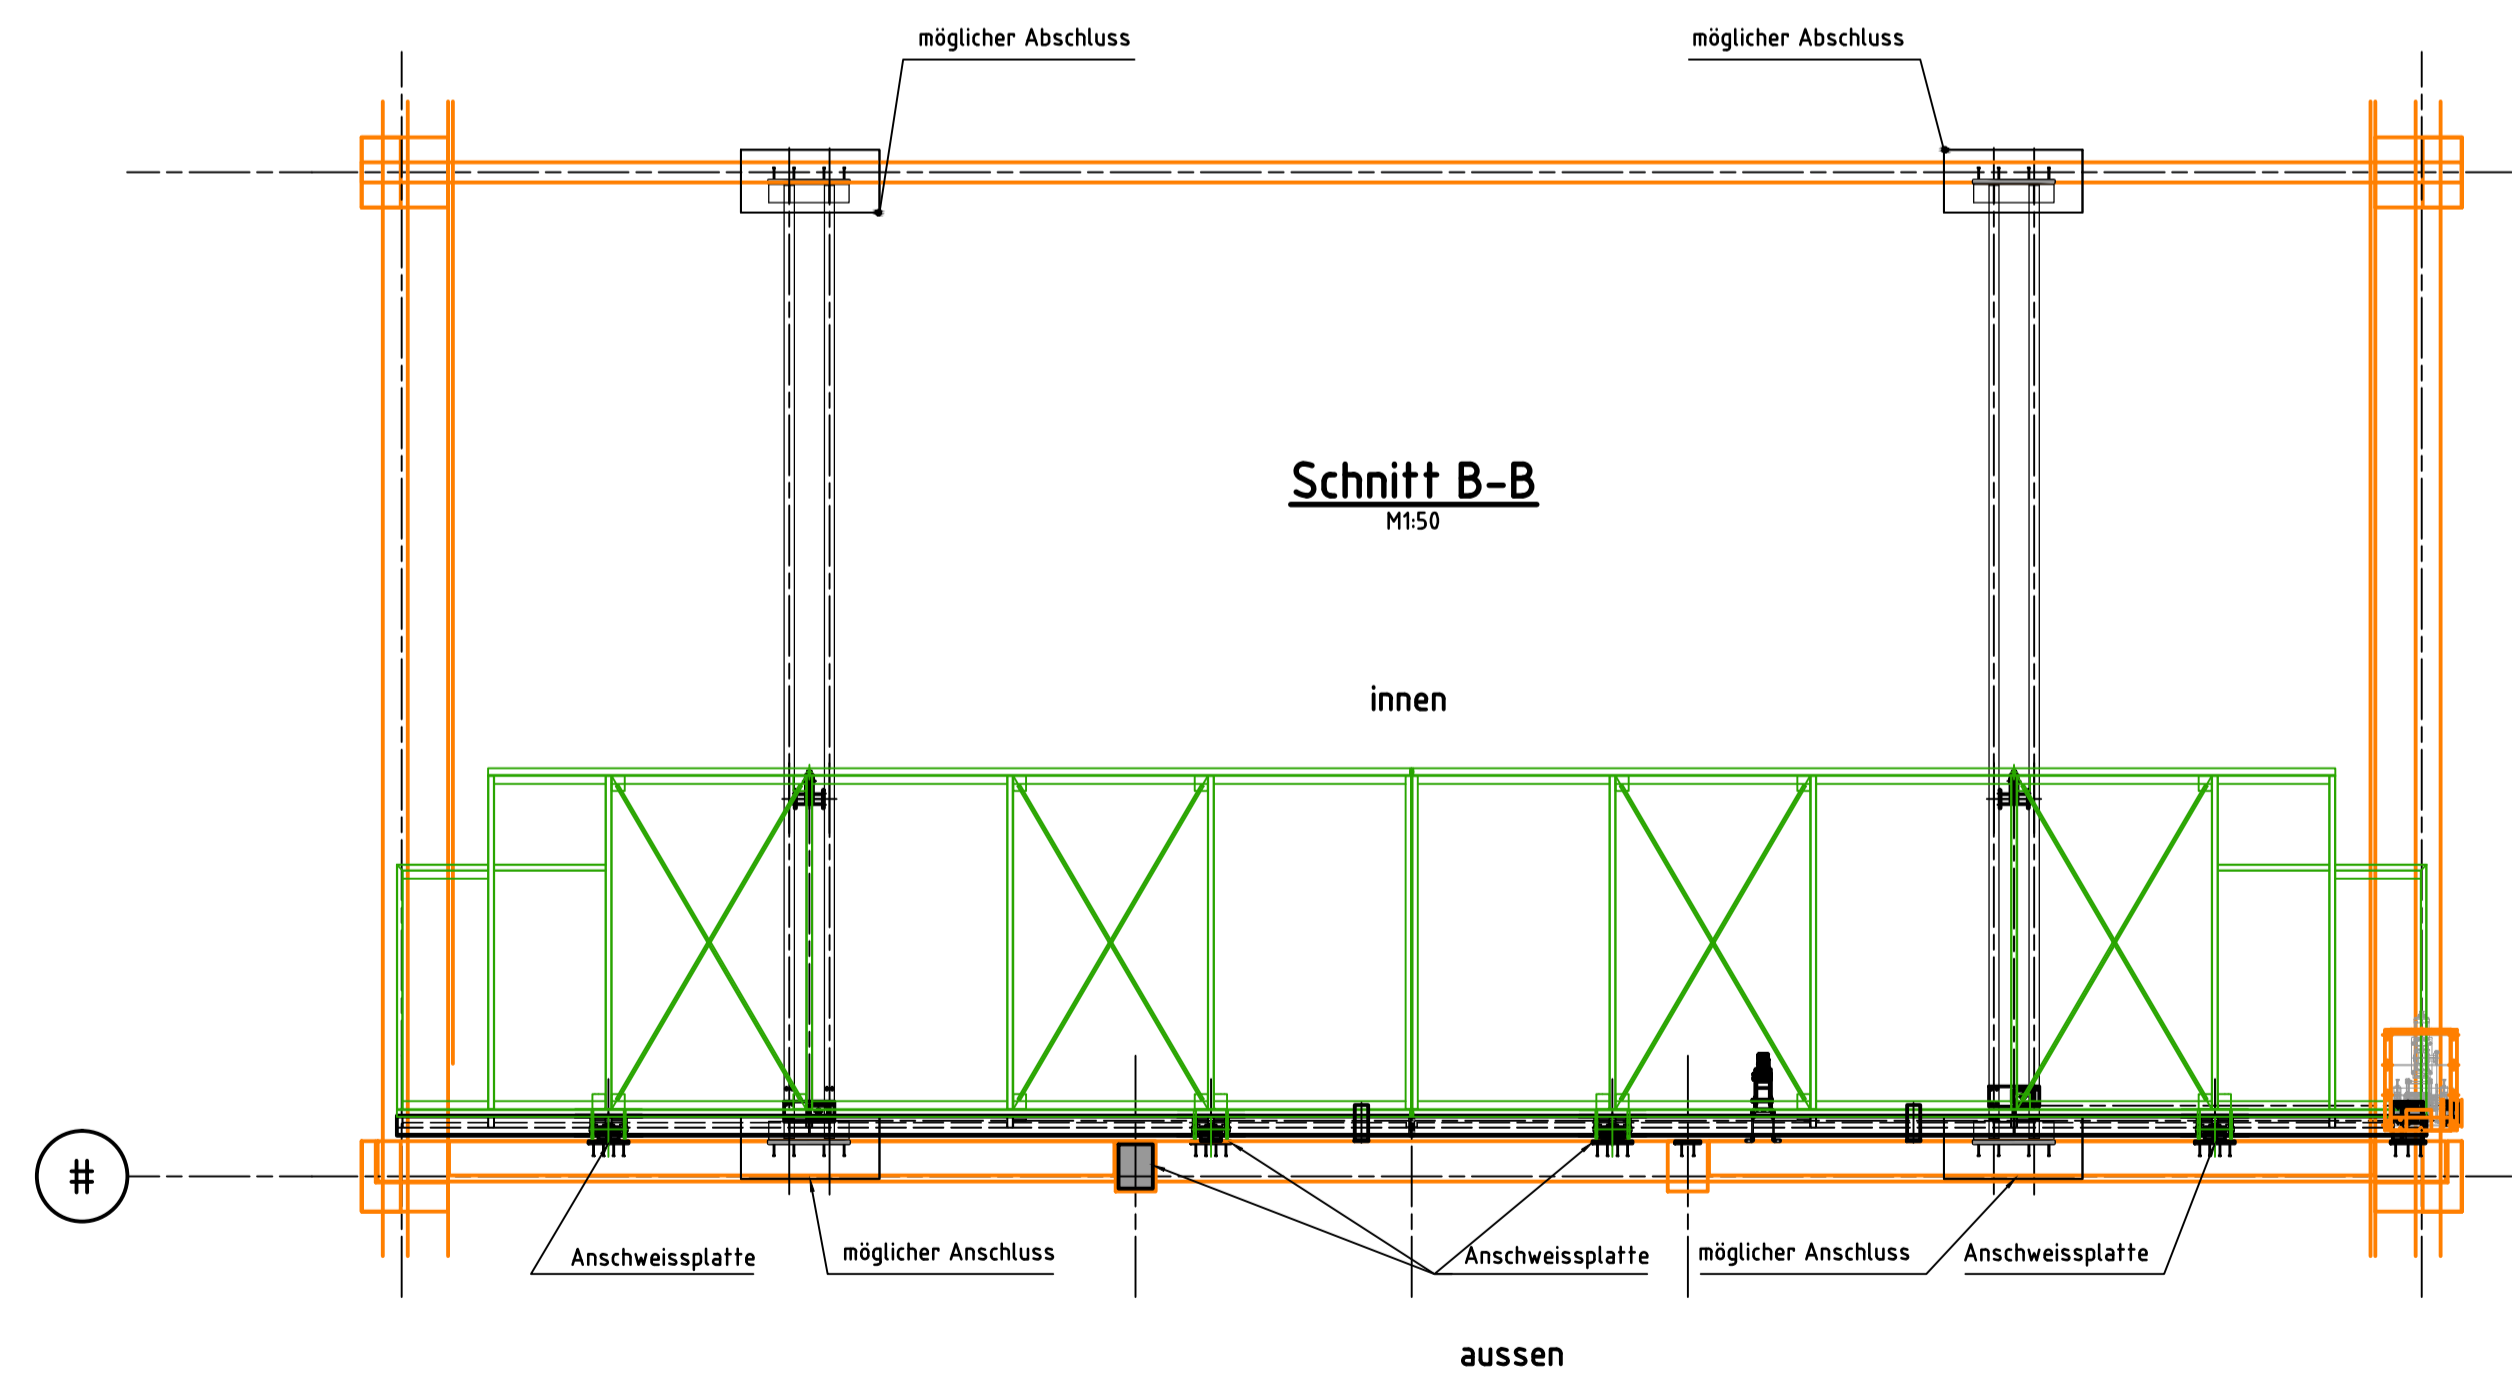 möglicher Abschluss
möglicher Abschluss
Schnitt B-B
M1:50
innen
#
Anschweissplatte
möglicher Anschluss
Anschweissplatte
möglicher Anschluss
Anschweissplatte
aussen